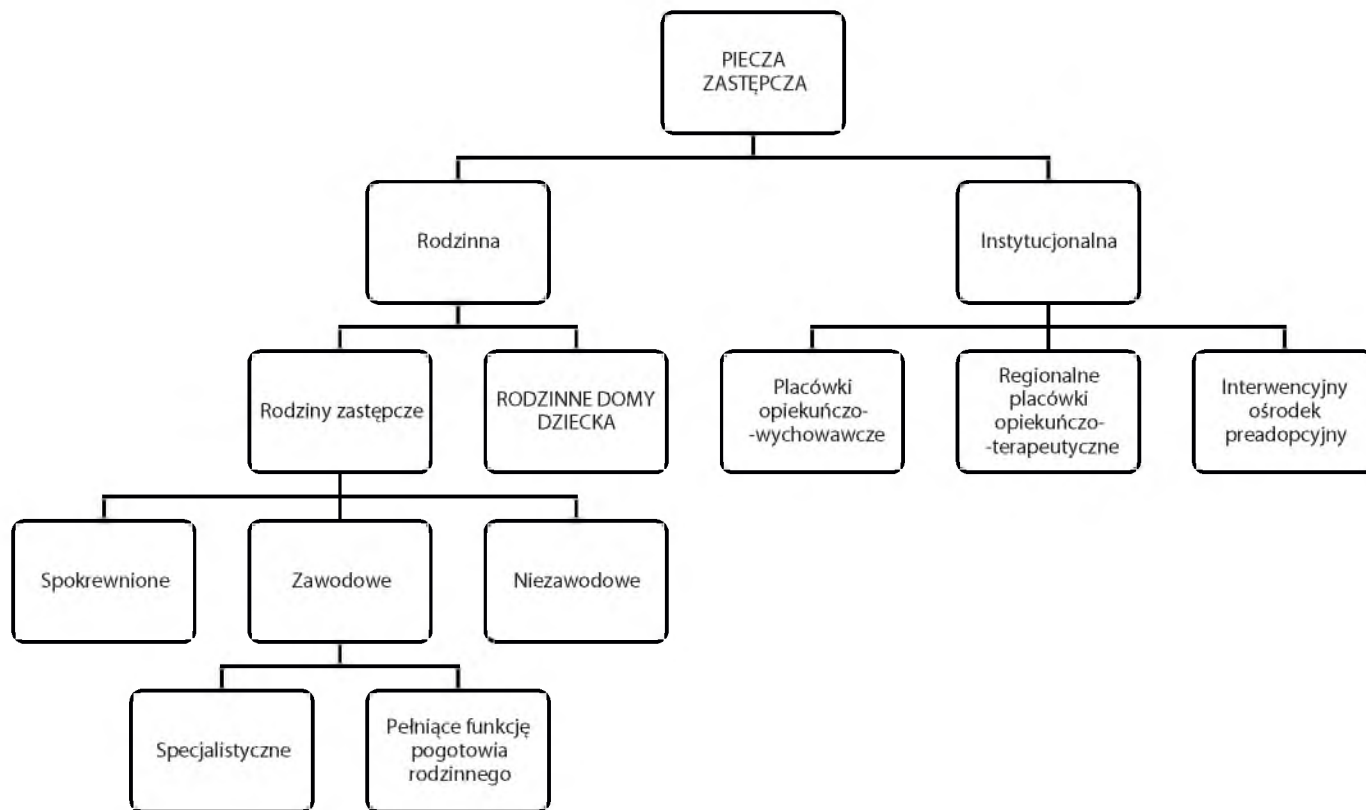 PIECZA
ZASTĘPCZA
Rodzinna
Instytucjonalna
Rodziny zastępcze
RODZINNE DOMY
DZIECKA
Placówki
opiekuńczo-
-wychowawcze
Regionalne
placówki
opiekuńczo-
-terapeutyczne
Interwencyjny
ośrodek
preadopcyjny
Spokrewnione
Zawodowe
Niezawodowe
Specjalistyczne
Pełniące funkcję
pogotowia
rodzinnego